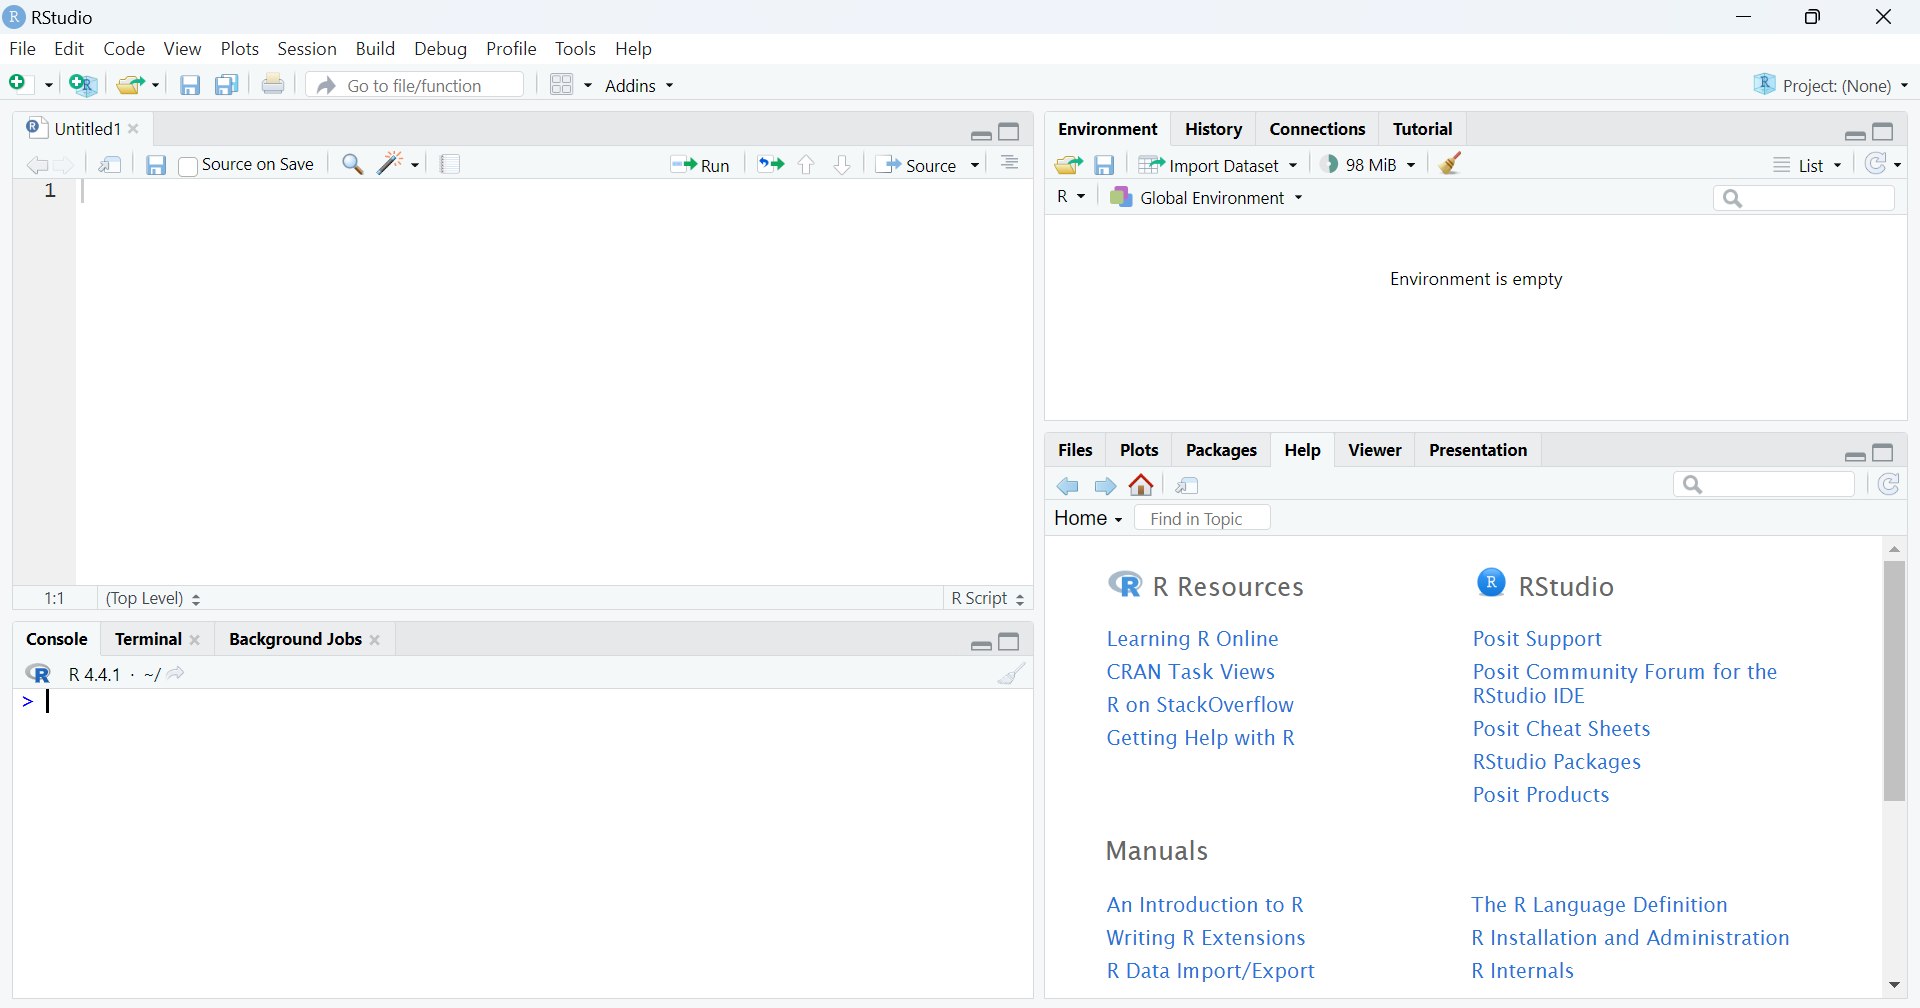 RStudio
File Edit Code View Plots Session Build Debug Profile Tools Help
Go to file/function Addins Project: (None)
Untitled1
Source on Save Run Source
1
1:1 (Top Level) R Script
Console Terminal Background Jobs
R 4.4.1 · ~/
>
Environment History Connections Tutorial
Import Dataset 98 MiB List
R Global Environment
Environment is empty
Files Plots Packages Help Viewer Presentation
Home Find in Topic
R Resources
Learning R Online
CRAN Task Views
R on StackOverflow
Getting Help with R
RStudio
Posit Support
Posit Community Forum for the
RStudio IDE
Posit Cheat Sheets
RStudio Packages
Posit Products
Manuals
An Introduction to R
Writing R Extensions
R Data Import/Export
The R Language Definition
R Installation and Administration
R Internals